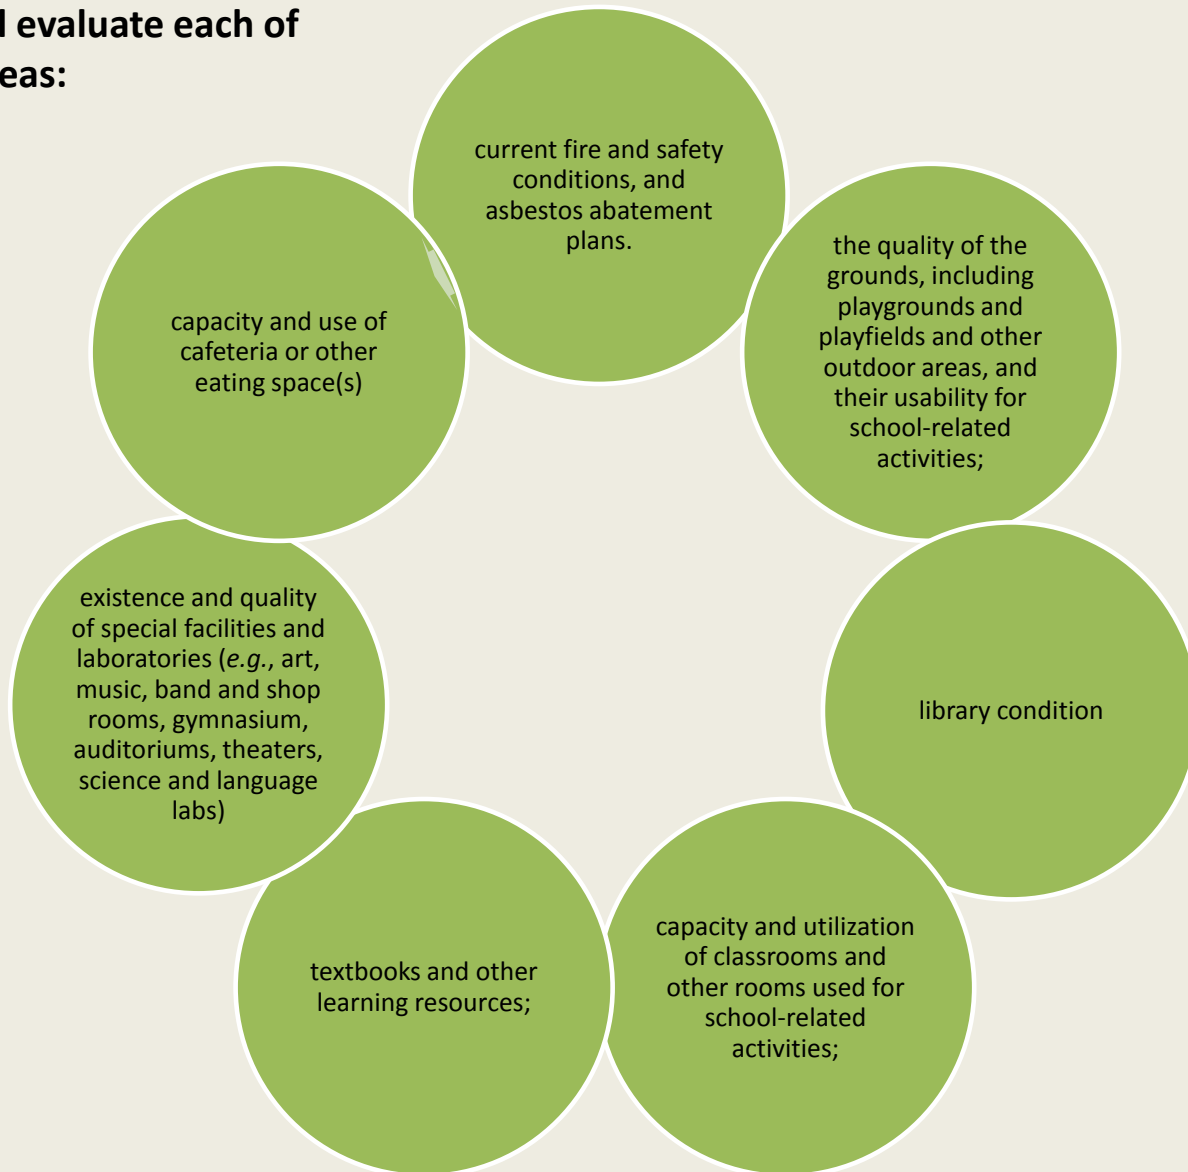 l evaluate each of
eas:
current fire and safety
conditions, and
asbestos abatement
plans.
the quality of the
grounds, including
playgrounds and
playfields and other
outdoor areas, and
their usability for
school-related
activities;
library condition
capacity and utilization
of classrooms and
other rooms used for
school-related
activities;
textbooks and other
learning resources;
existence and quality
of special facilities and
laboratories (e.g., art,
music, band and shop
rooms, gymnasium,
auditoriums, theaters,
science and language
labs)
capacity and use of
cafeteria or other
eating space(s)